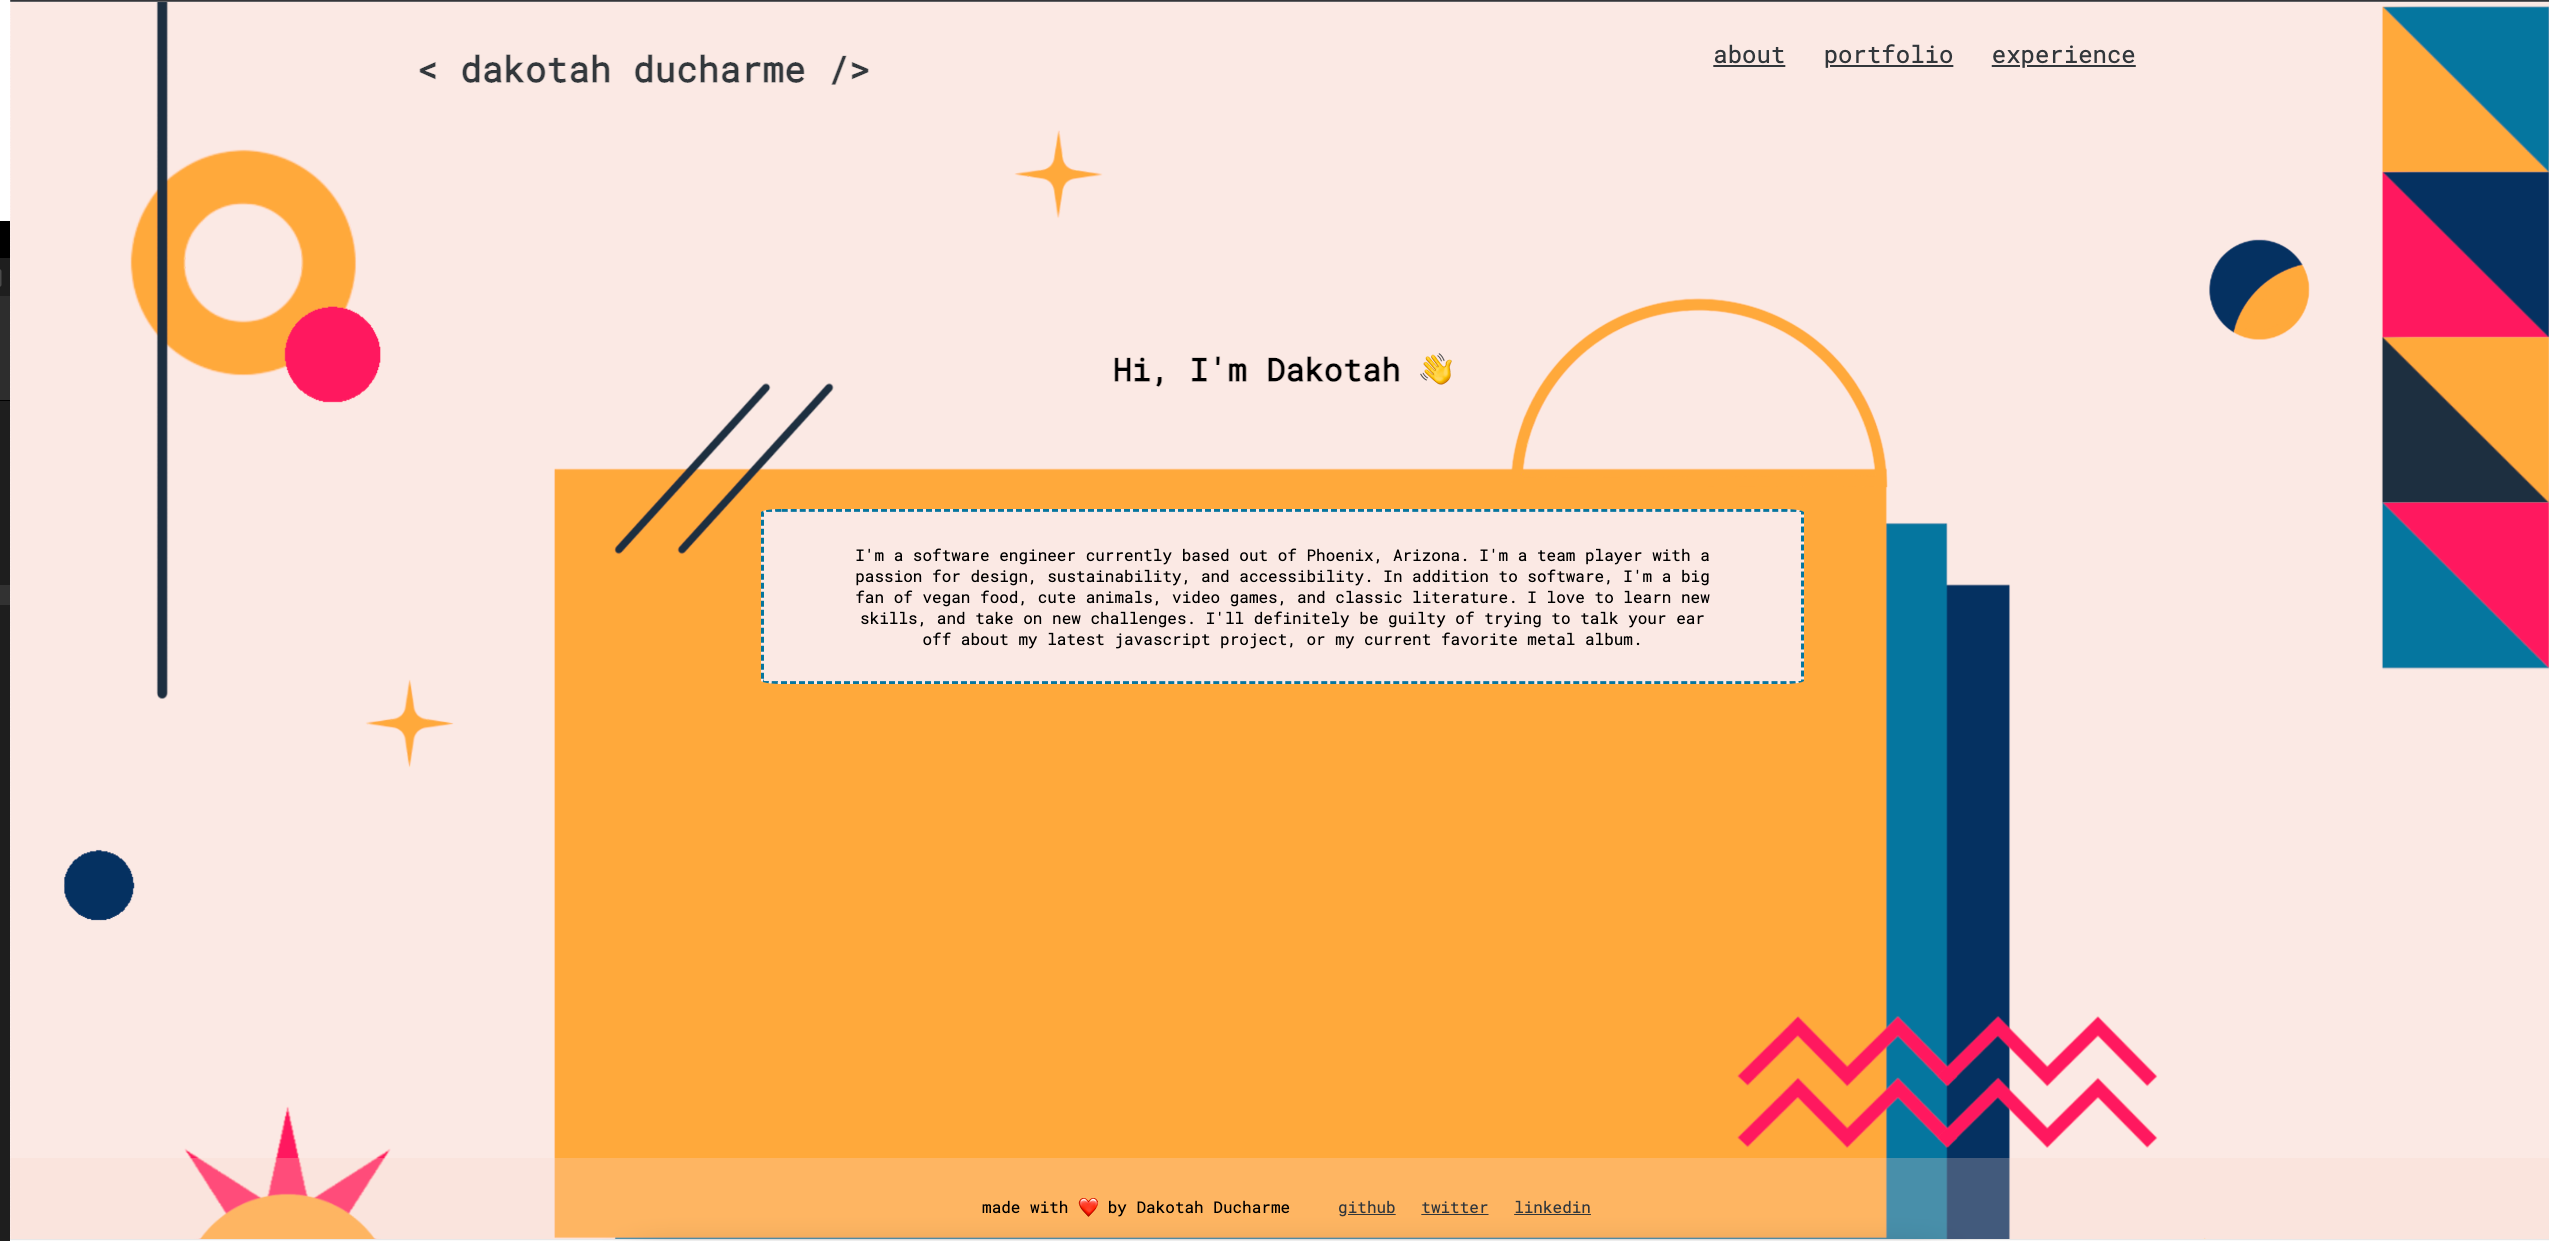 < dakotah ducharme />
about portfolio experience
Hi, I'm Dakotah 👋
I'm a software engineer currently based out of Phoenix, Arizona. I'm a team player with a
passion for design, sustainability, and accessibility. In addition to software, I'm a big
fan of vegan food, cute animals, video games, and classic literature. I love to learn new
skills, and take on new challenges. I'll definitely be guilty of trying to talk your ear
off about my latest javascript project, or my current favorite metal album.
made with ❤️ by Dakotah Ducharme github twitter linkedin